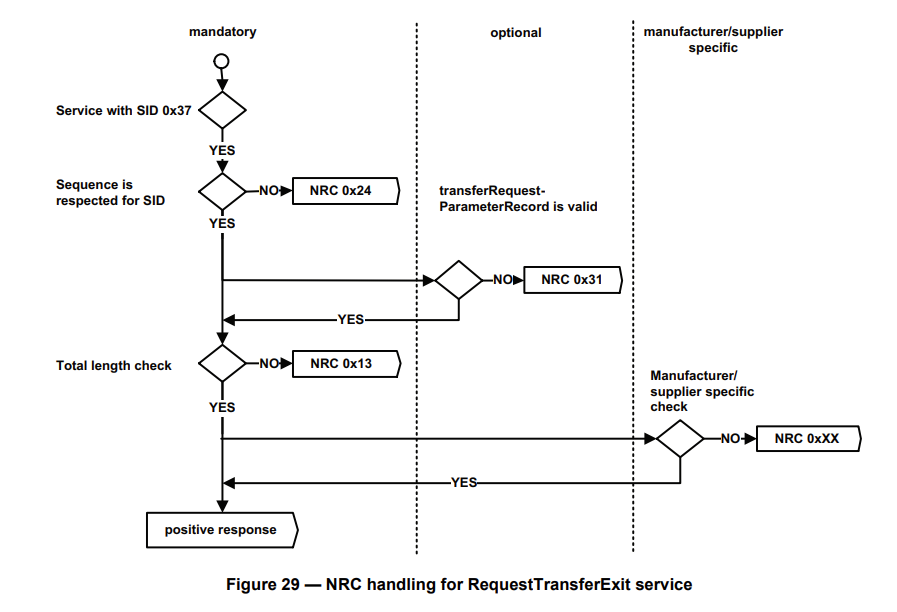 mandatory
optional
manufacturer/supplier
specific
Service with SID 0x37
YES
Sequence is
respected for SID
NO
NRC 0x24
transferRequest-
ParameterRecord is valid
YES
NO
NRC 0x31
YES
Total length check
NO
NRC 0x13
Manufacturer/
supplier specific
check
YES
NO
NRC 0xXX
YES
positive response
Figure 29 — NRC handling for RequestTransferExit service